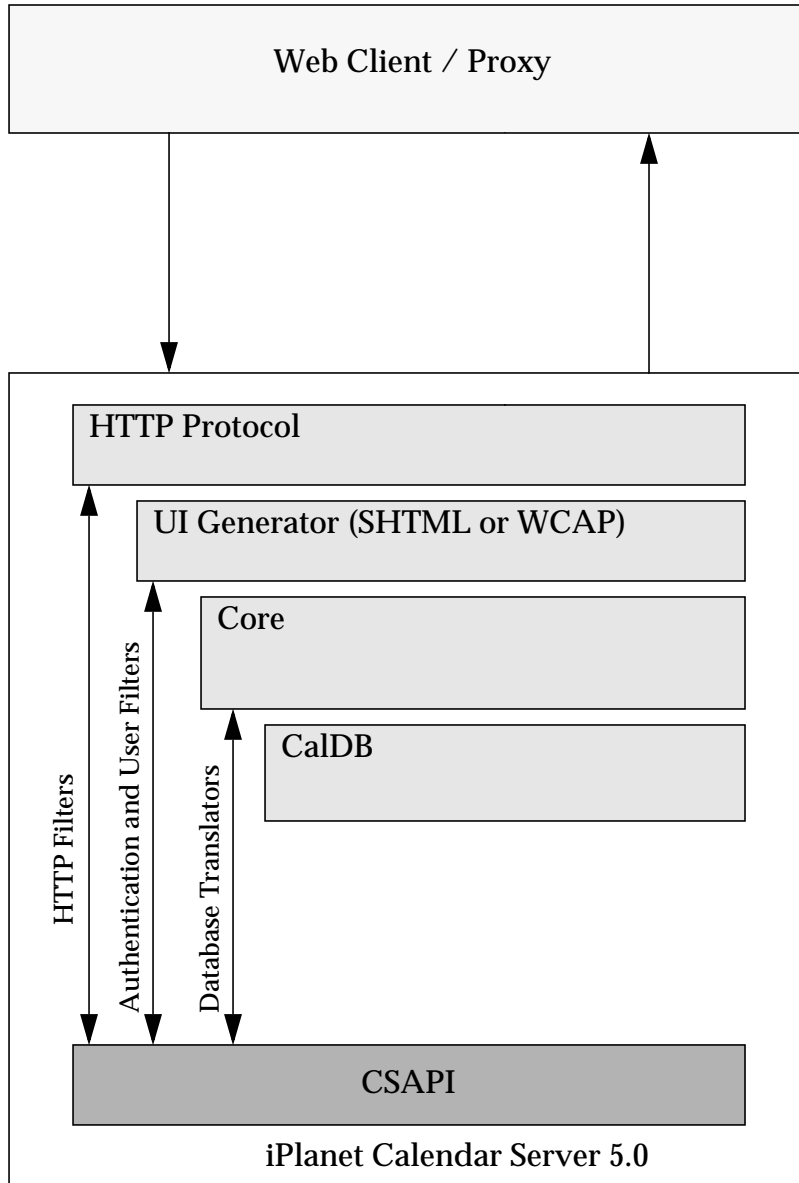 Web Client / Proxy
HTTP Protocol
UI Generator (SHTML or WCAP)
Core
CalDB
HTTP Filters
Authentication and User Filters
Database Translators
CSAPI
iPlanet Calendar Server 5.0